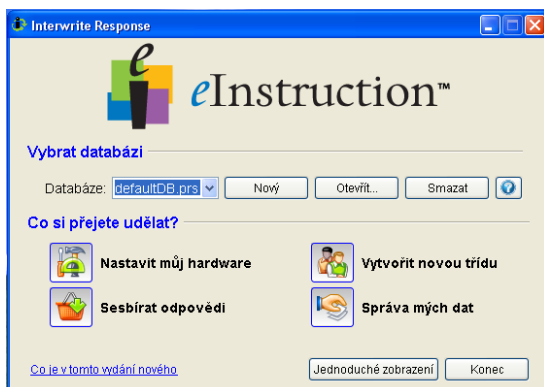 Interwrite Response
eInstruction™
Vybrat databázi
Databáze: defaultDB.prs Nový Otevřít... Smazat
Co si přejete udělat?
Nastavit můj hardware Vytvořit novou třídu
Sesbírat odpovědi Správa mých dat
Co je v tomto vydání nového Jednoduché zobrazení Konec